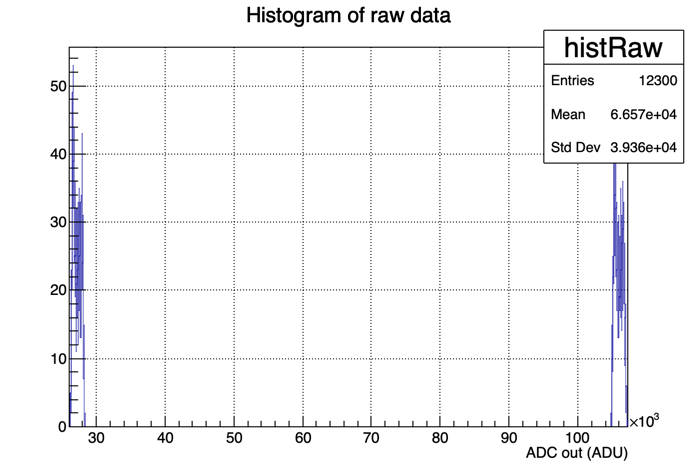 Histogram of raw data
histRaw
Entries 12300
Mean 6.657e+04
Std Dev 3.936e+04
50
40
30
20
10
0
30 40 50 60 70 80 90 100 ×10³
ADC out (ADU)